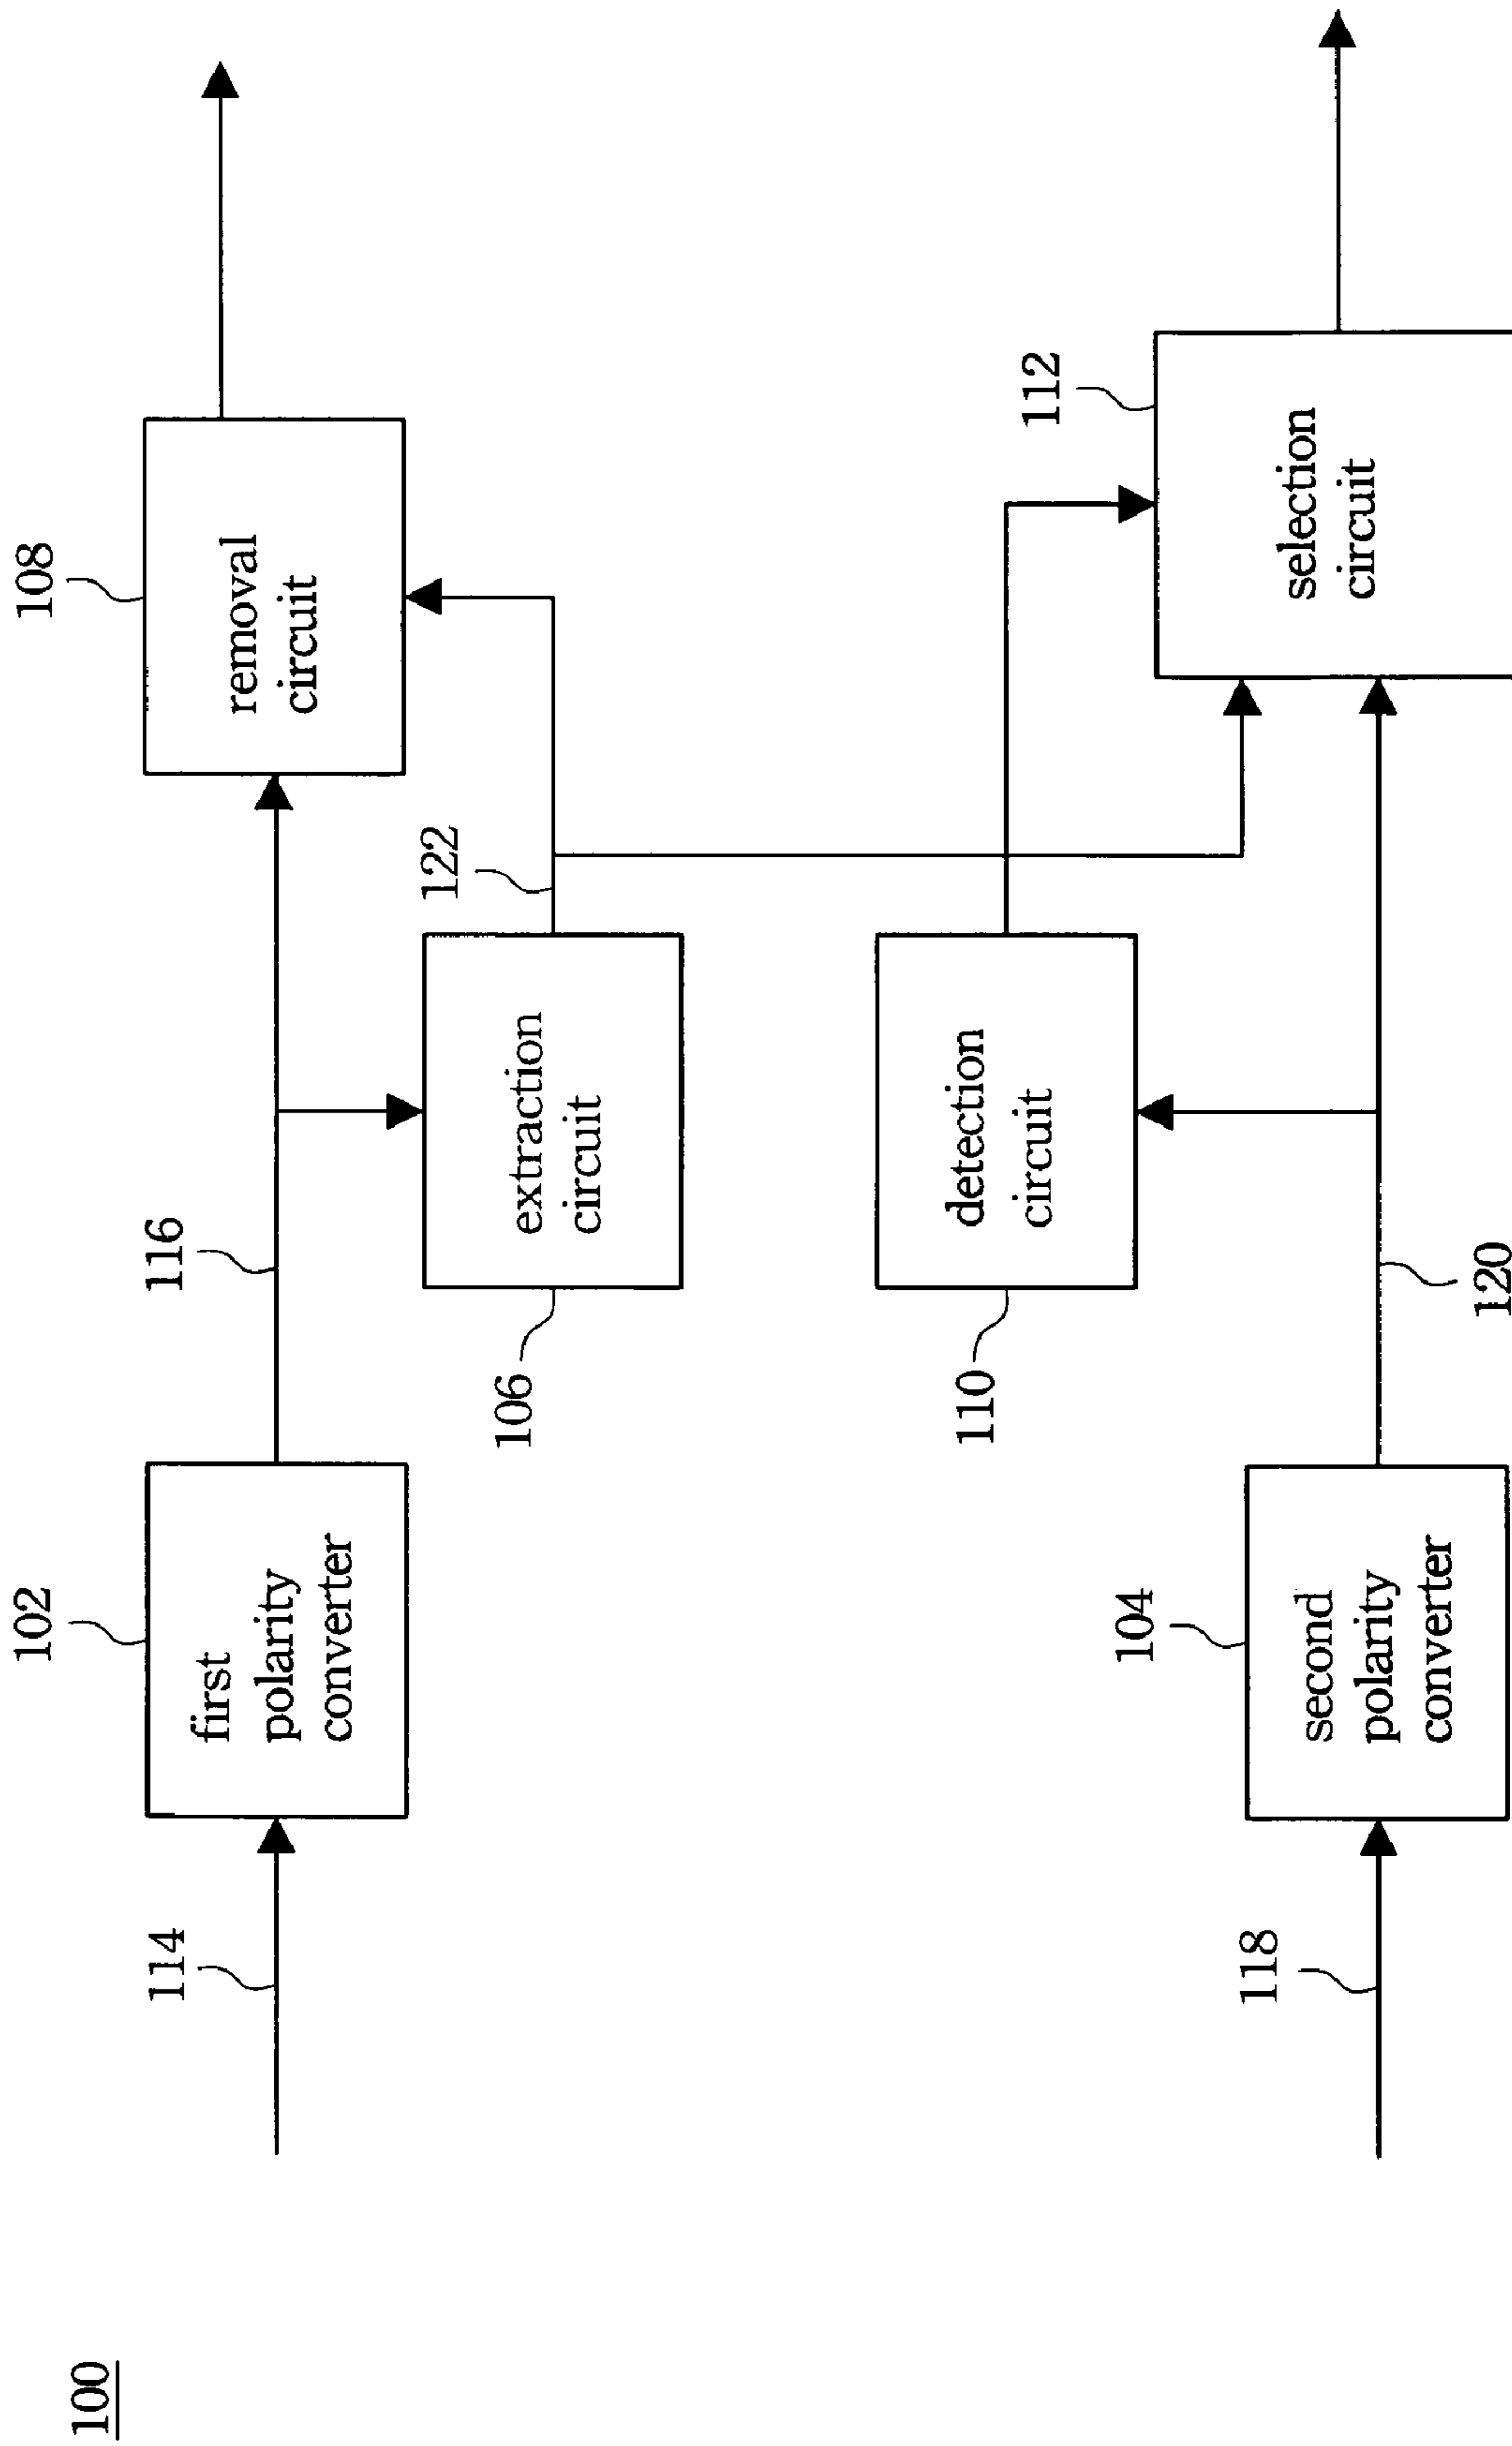 100
114
102
first
polarity
converter
116
108
removal
circuit
106
extraction
circuit
122
110
detection
circuit
112
selection
circuit
118
104
second
polarity
converter
120